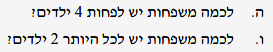 ה. לכמה משפחות יש לפחות 4 ילדים?
ו. לכמה משפחות יש לכל היותר 2 ילדים?